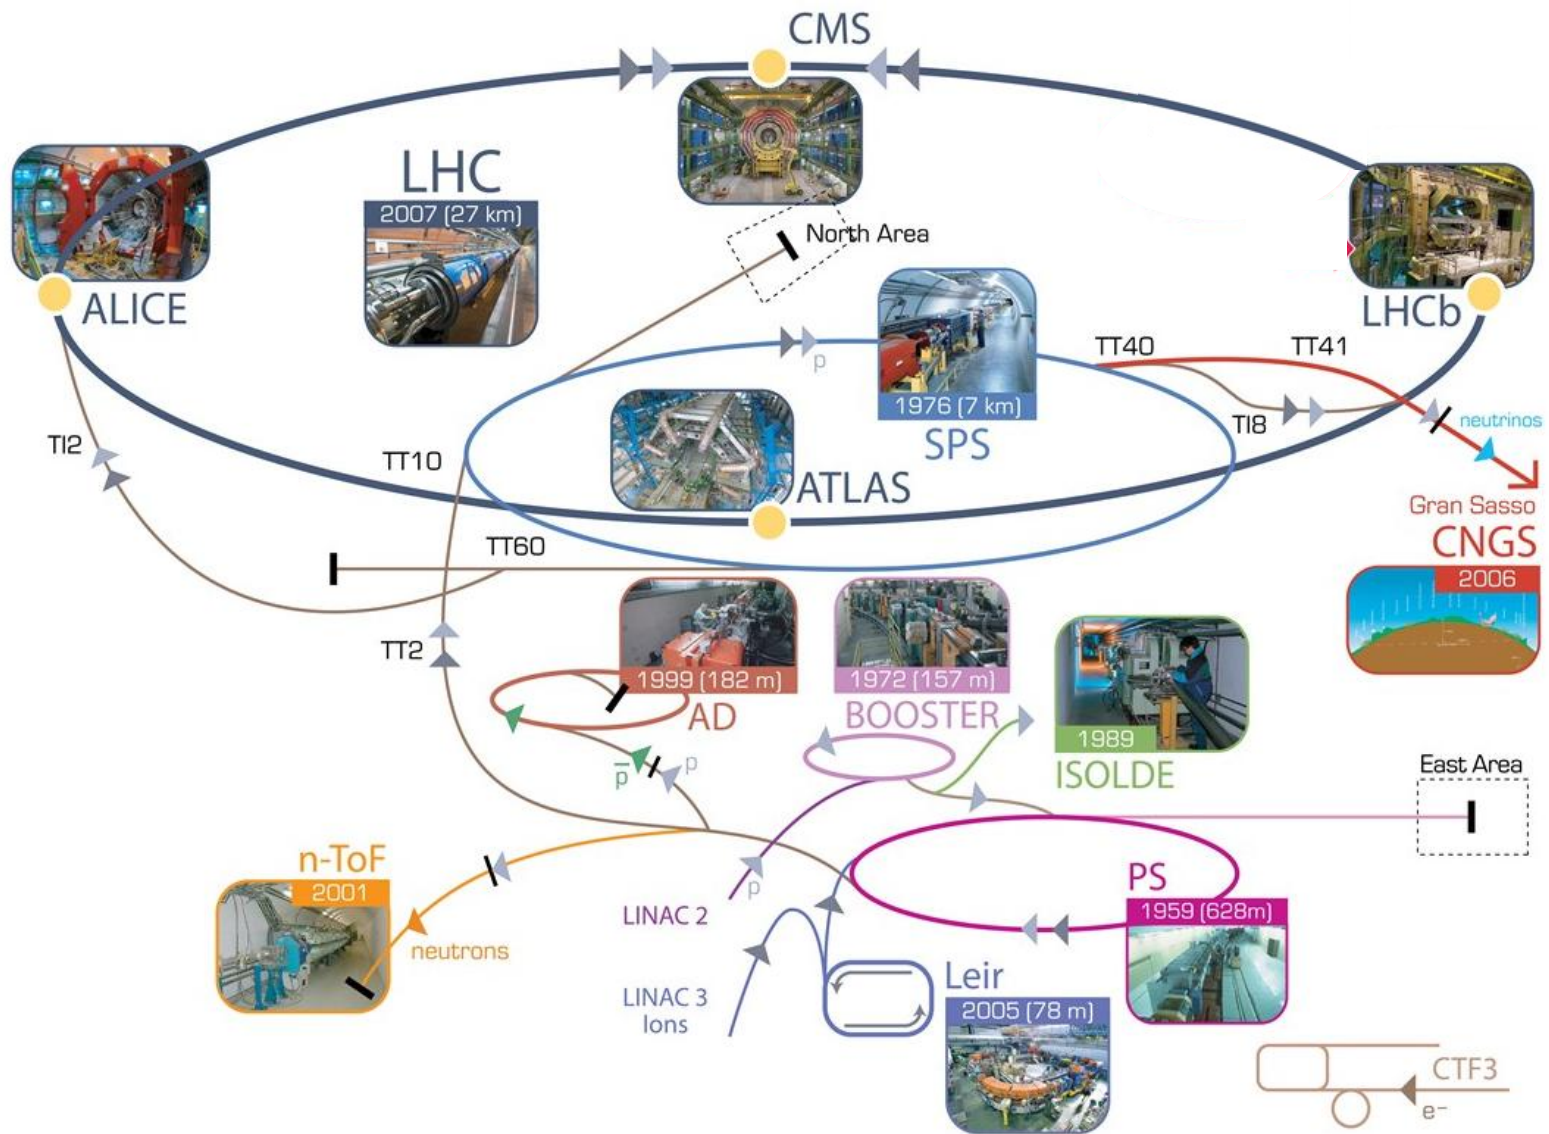 CMS
LHC
2007 (27 km)
North Area
ALICE
LHCb
TT40
TT41
p
1976 (7 km)
SPS
TI8
neutrinos
TI2
TT10
ATLAS
Gran Sasso
CNGS
2006
TT60
TT2
1999 (182 m)
AD
1972 (157 m)
BOOSTER
1989
ISOLDE
p̅
p
East Area
n-ToF
2001
neutrons
p
LINAC 2
PS
1959 (628m)
LINAC 3
Ions
Leir
2005 (78 m)
CTF3
e⁻